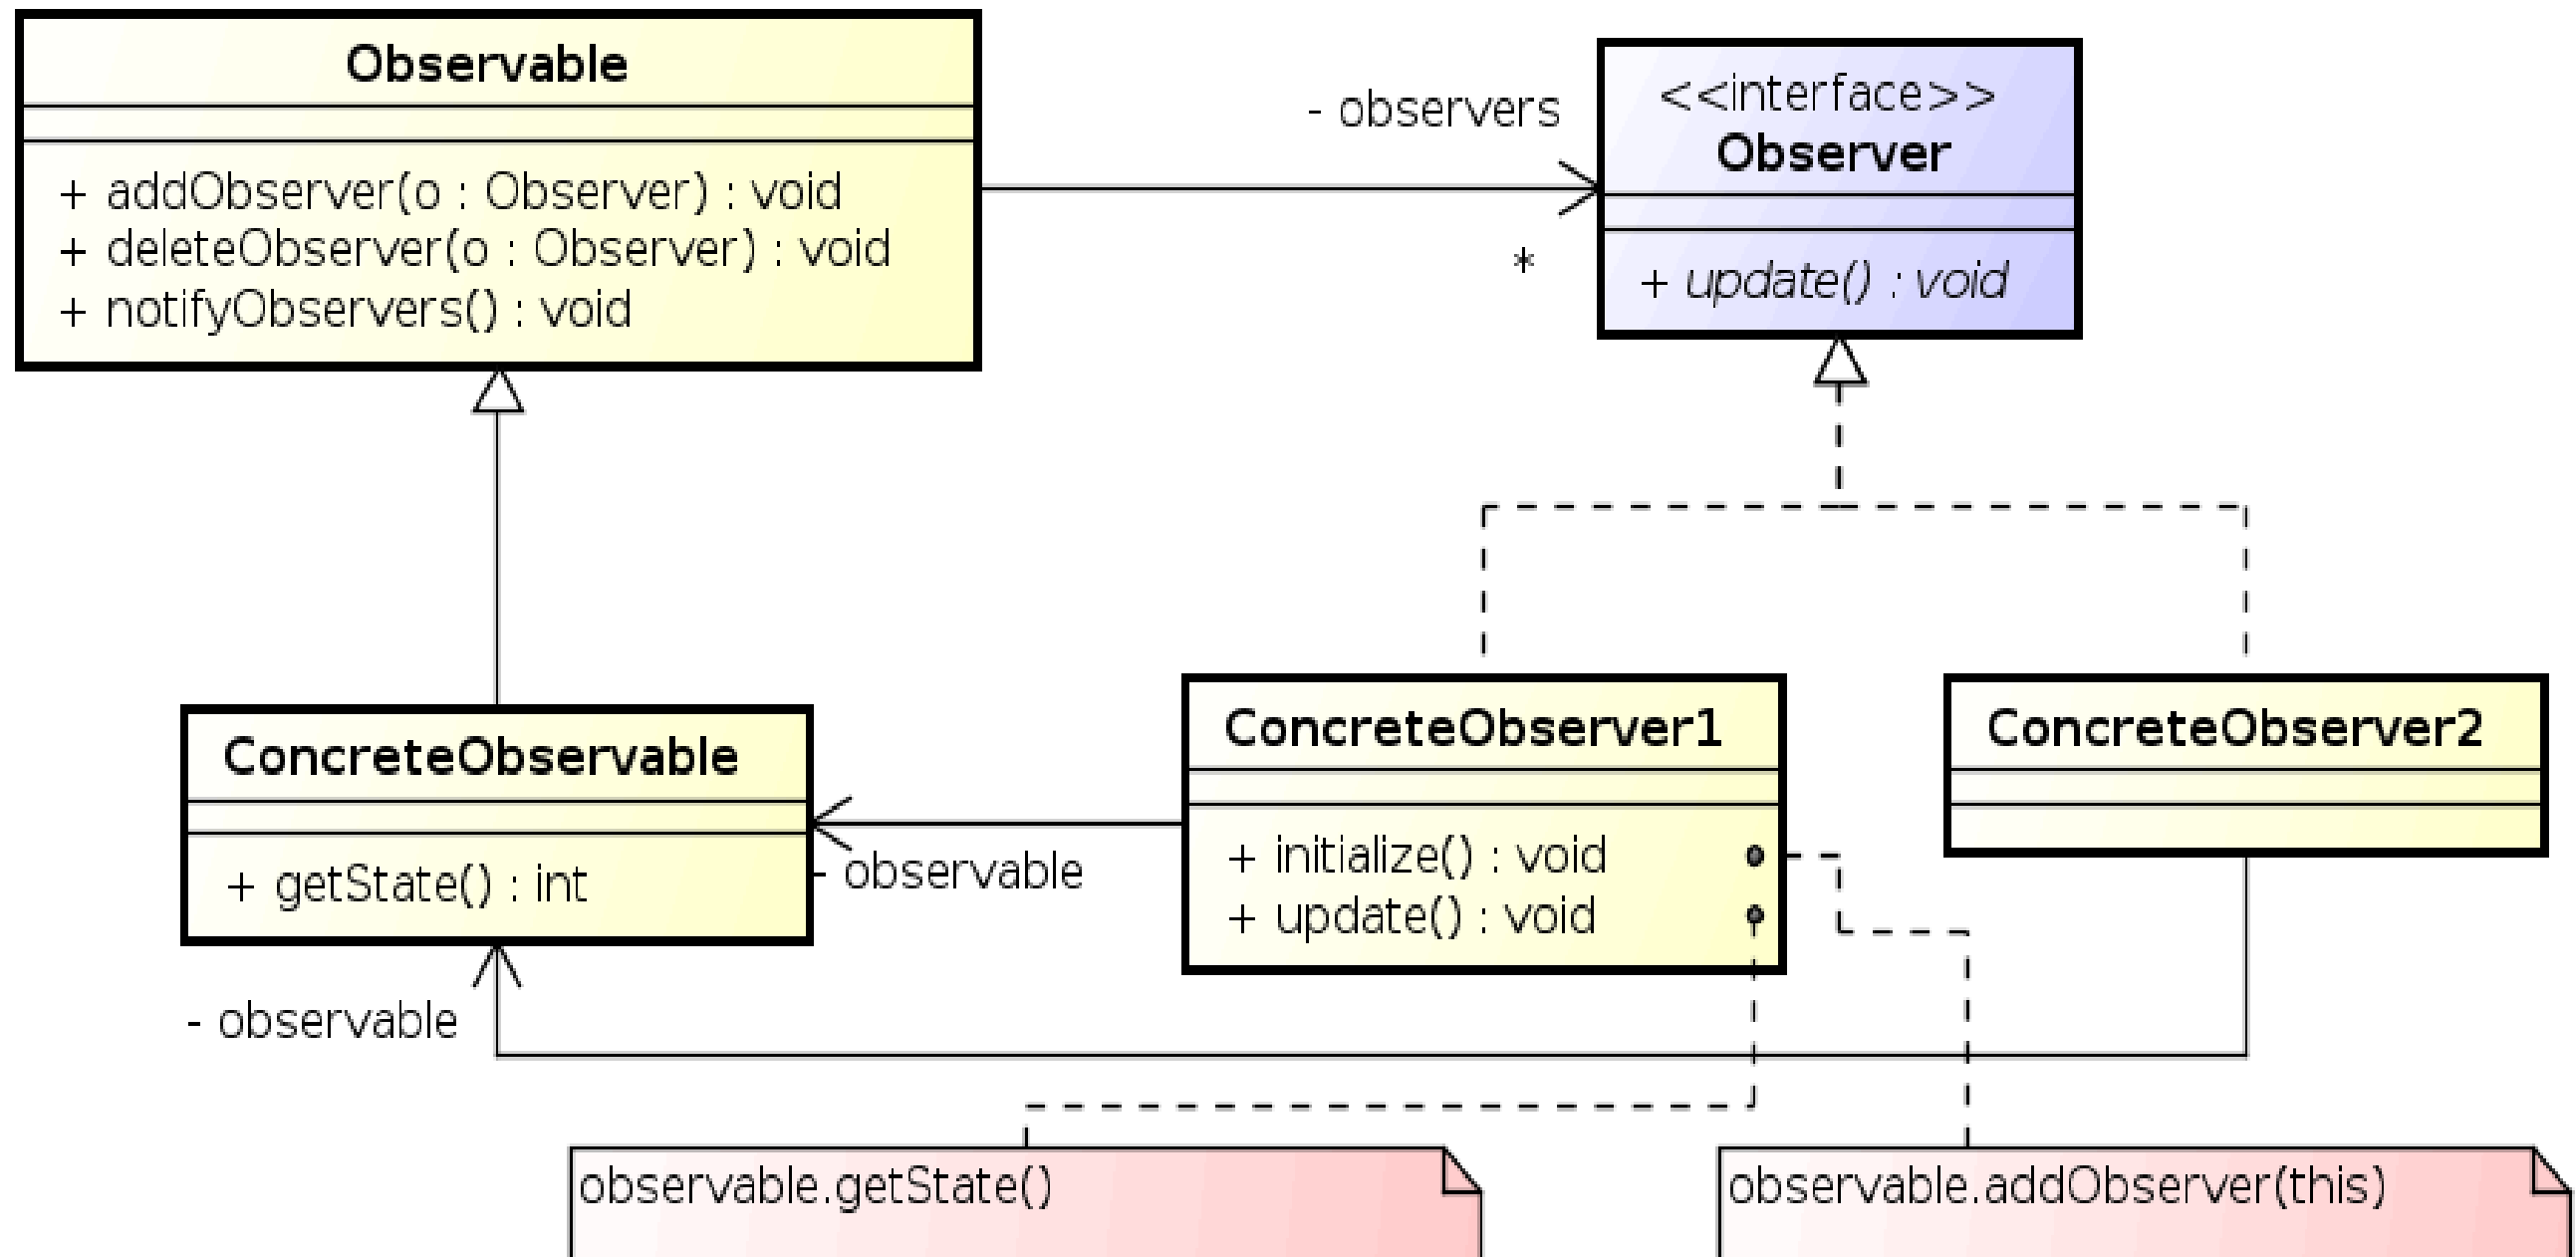 Observable
+ addObserver(o : Observer) : void
+ deleteObserver(o : Observer) : void
+ notifyObservers() : void
- observers
*
<<interface>>
Observer
+ update() : void
ConcreteObservable
+ getState() : int
- observable
ConcreteObserver1
+ initialize() : void
+ update() : void
ConcreteObserver2
- observable
observable.getState()
observable.addObserver(this)